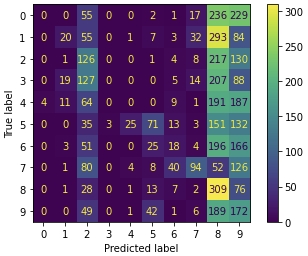 0 0 0 55 0 0 2 1 17 236 229
1 0 20 55 0 1 7 3 32 293 84
2 0 1 126 0 0 1 4 8 217 130
3 0 19 127 0 0 0 5 14 207 88
4 4 11 64 0 0 0 9 1 191 187
5 0 0 35 3 25 71 13 3 151 132
6 0 3 51 0 0 25 18 4 196 166
7 0 1 80 0 4 8 40 94 52 126
8 0 1 28 0 1 13 7 2 309 76
9 0 0 49 0 1 42 1 6 189 172
0 1 2 3 4 5 6 7 8 9
Predicted label
True label
300
250
200
150
100
50
0